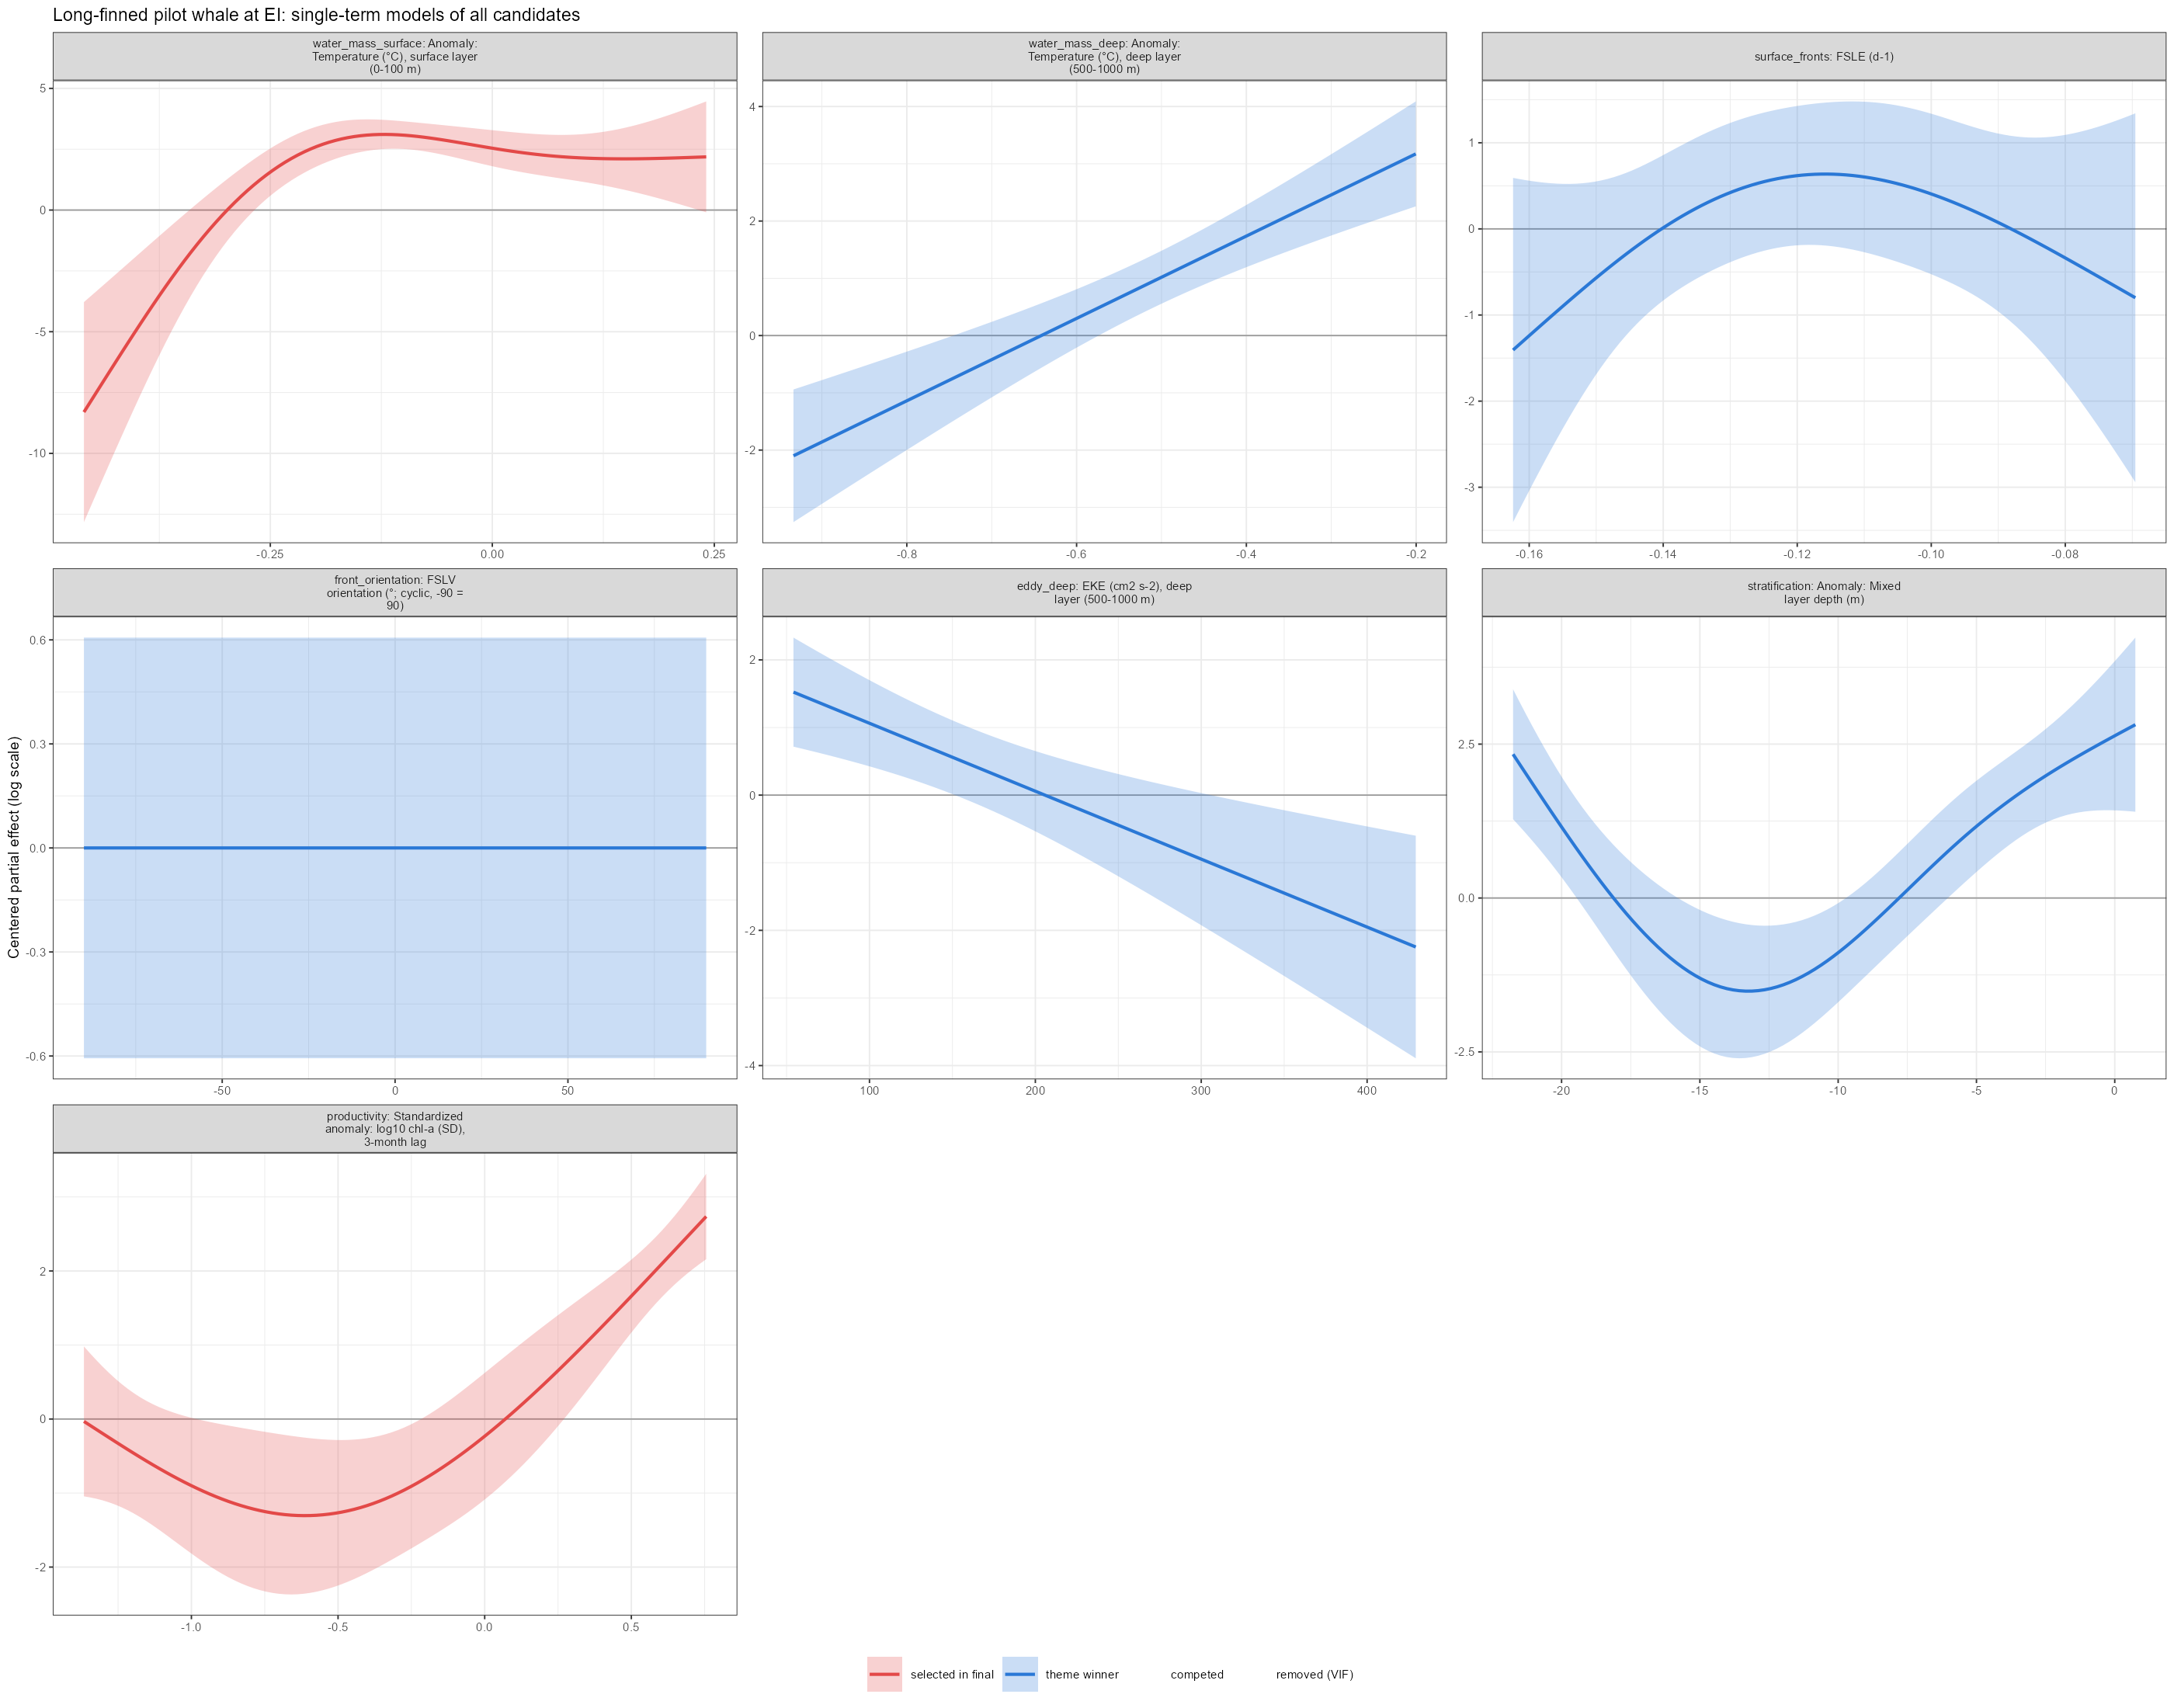 Long-finned pilot whale at EI: single-term models of all candidates
water_mass_surface: Anomaly:
Temperature (°C), surface layer
(0-100 m)
water_mass_deep: Anomaly:
Temperature (°C), deep layer
(500-1000 m)
surface_fronts: FSLE (d-1)
5
0
-5
-10
-0.25
0.00
0.25
4
2
0
-2
-0.8
-0.6
-0.4
-0.2
1
0
-1
-2
-3
-0.16
-0.14
-0.12
-0.10
-0.08
front_orientation: FSLV
orientation (°; cyclic, -90 =
90)
eddy_deep: EKE (cm2 s-2), deep
layer (500-1000 m)
stratification: Anomaly: Mixed
layer depth (m)
Centered partial effect (log scale)
0.6
0.3
0.0
-0.3
-0.6
-50
0
50
2
0
-2
-4
100
200
300
400
2.5
0.0
-2.5
-20
-15
-10
-5
0
productivity: Standardized
anomaly: log10 chl-a (SD),
3-month lag
2
0
-2
-1.0
-0.5
0.0
0.5
selected in final
theme winner
competed
removed (VIF)